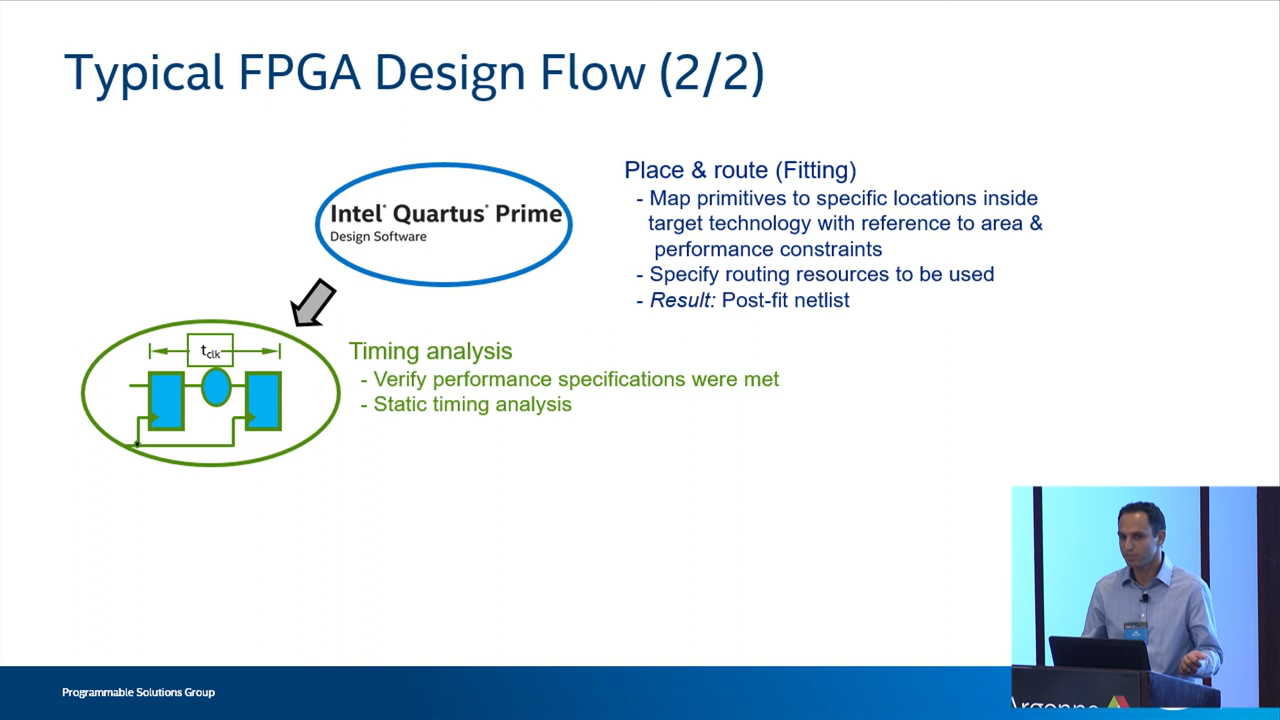 Typical FPGA Design Flow (2/2)
Intel® Quartus® Prime
Design Software
Place & route (Fitting)
- Map primitives to specific locations inside
target technology with reference to area &
performance constraints
- Specify routing resources to be used
- Result: Post-fit netlist
tclk
Timing analysis
- Verify performance specifications were met
- Static timing analysis
Programmable Solutions Group
Argonne